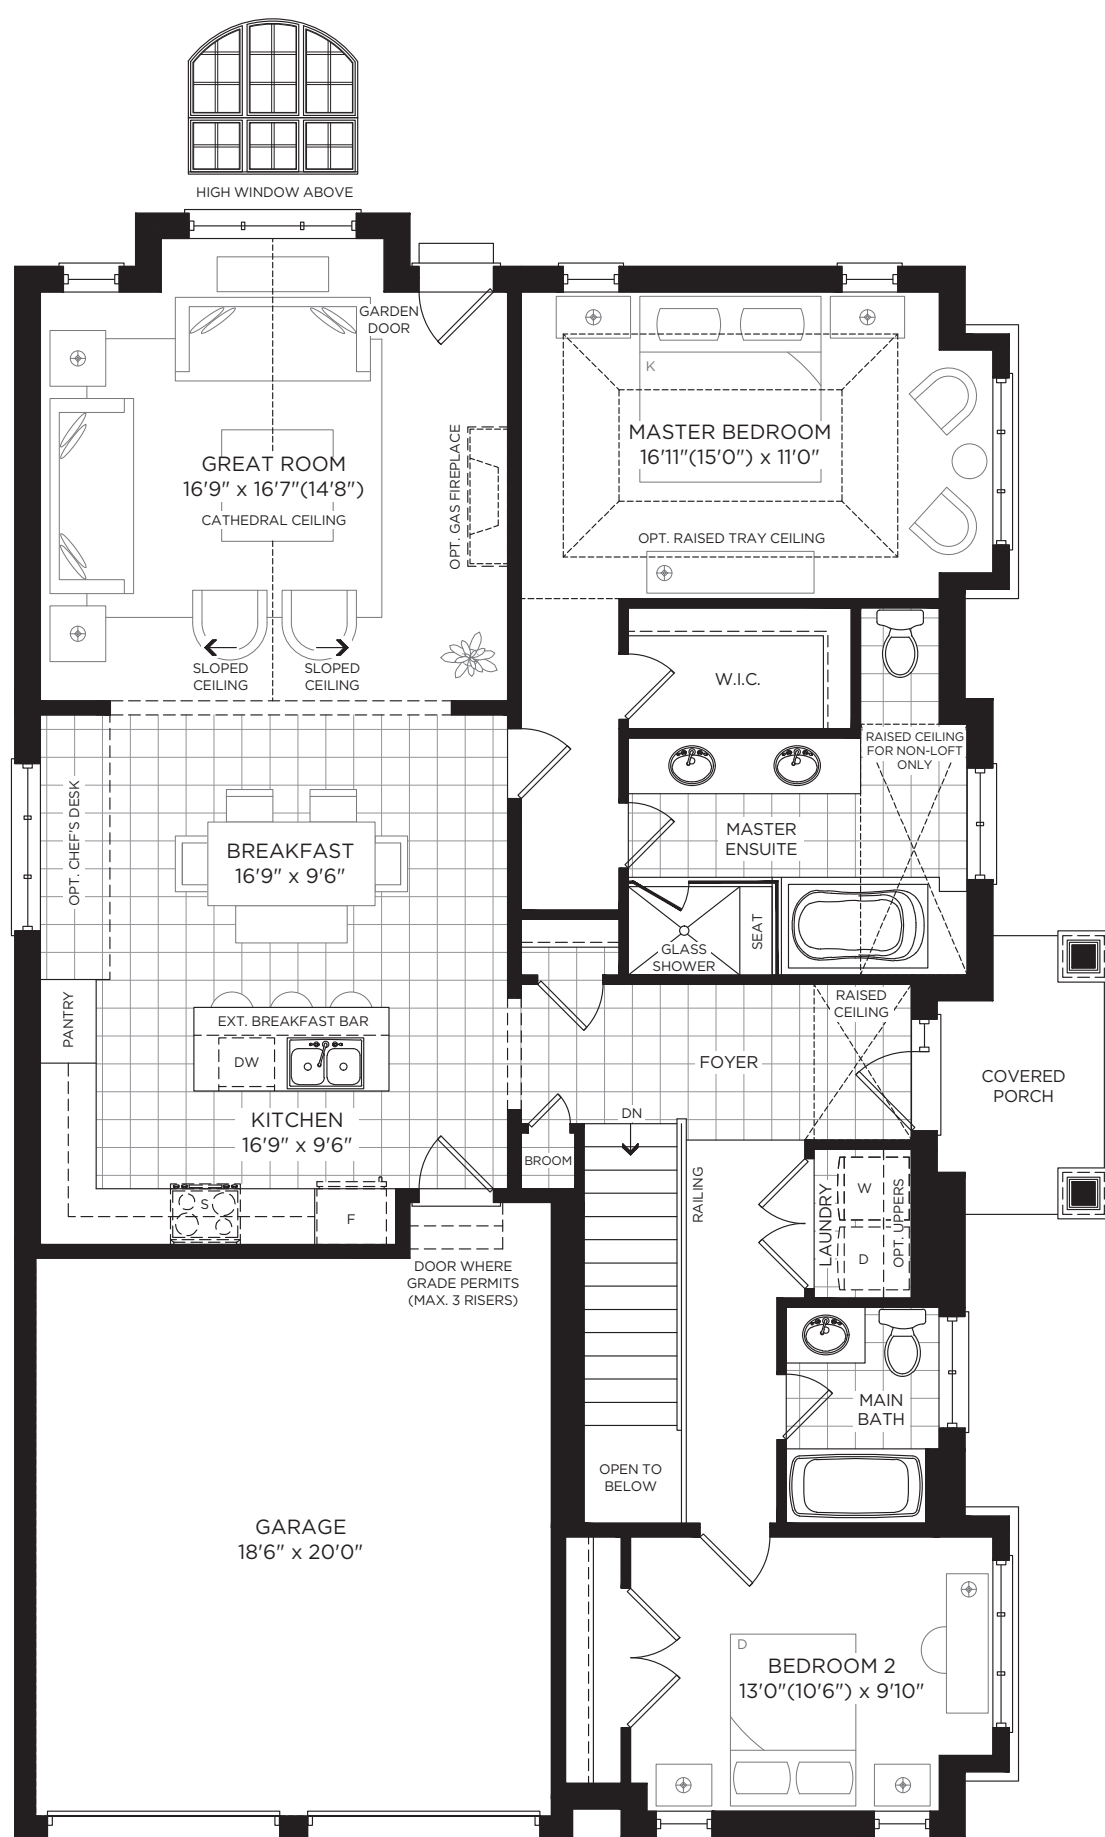 HIGH WINDOW ABOVE
GARDEN
DOOR
GREAT ROOM
16'9" x 16'7"(14'8")
CATHEDRAL CEILING
OPT. GAS FIREPLACE
SLOPED
CEILING
SLOPED
CEILING
K
MASTER BEDROOM
16'11"(15'0") x 11'0"
OPT. RAISED TRAY CEILING
W.I.C.
RAISED CEILING
FOR NON-LOFT
ONLY
MASTER
ENSUITE
GLASS
SHOWER
SEAT
OPT. CHEF'S DESK
BREAKFAST
16'9" x 9'6"
PANTRY
EXT. BREAKFAST BAR
DW
KITCHEN
16'9" x 9'6"
S
F
RAISED
CEILING
FOYER
COVERED
PORCH
DN
BROOM
RAILING
LAUNDRY
W
D
OPT. UPPERS
DOOR WHERE
GRADE PERMITS
(MAX. 3 RISERS)
MAIN
BATH
OPEN TO
BELOW
GARAGE
18'6" x 20'0"
D
BEDROOM 2
13'0"(10'6") x 9'10"